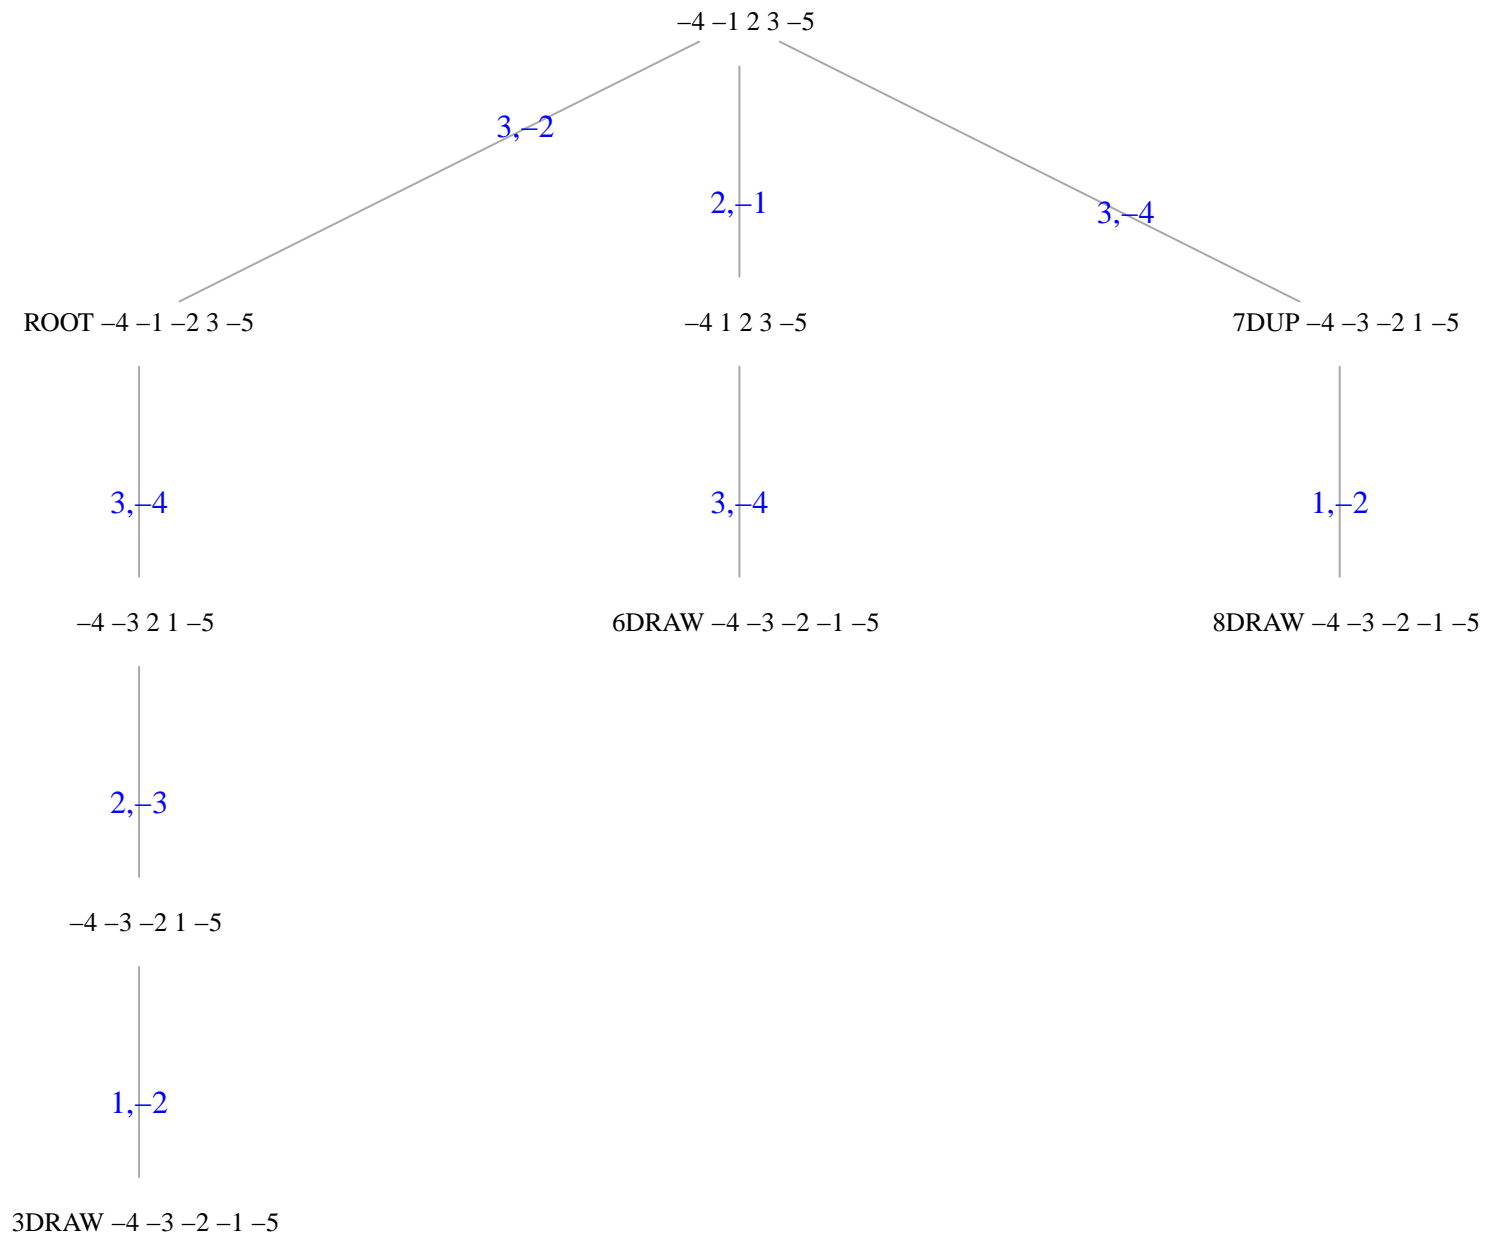 –4 –1 2 3 –5
3,–2
2,–1
3,–4
ROOT –4 –1 –2 3 –5
–4 1 2 3 –5
7DUP –4 –3 –2 1 –5
3,–4
3,–4
1,–2
–4 –3 2 1 –5
6DRAW –4 –3 –2 –1 –5
8DRAW –4 –3 –2 –1 –5
2,–3
–4 –3 –2 1 –5
1,–2
3DRAW –4 –3 –2 –1 –5